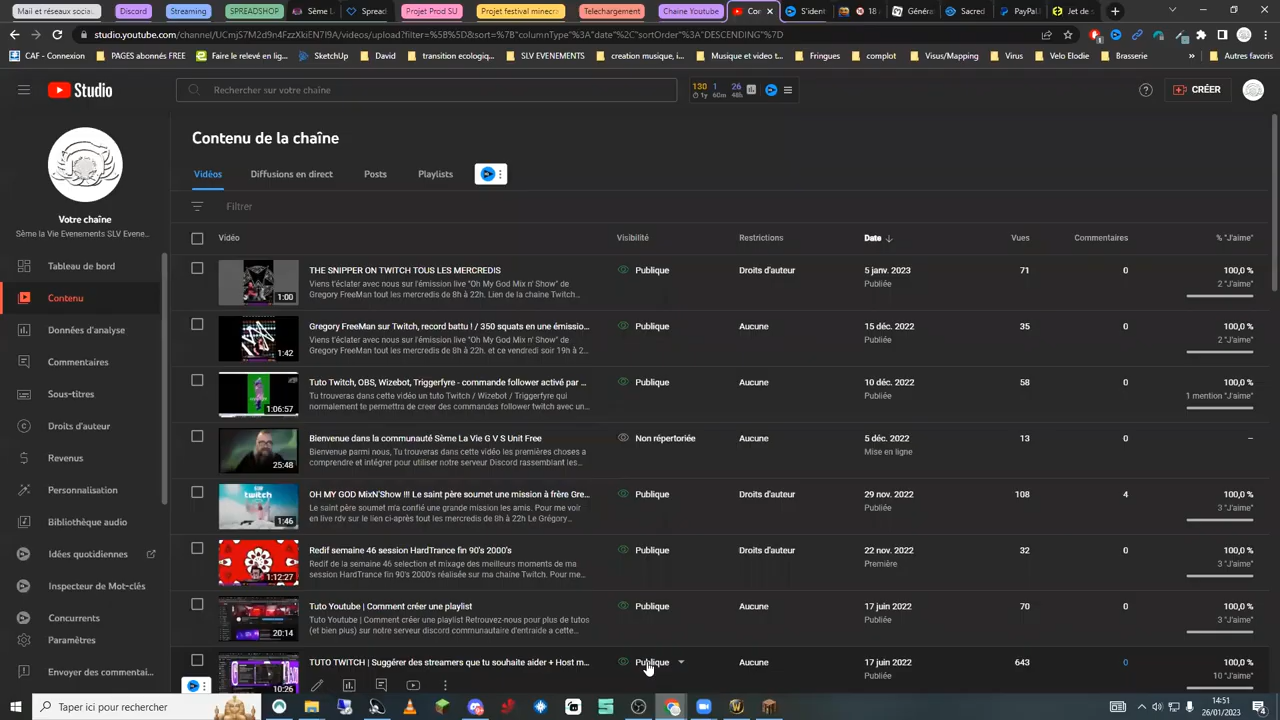 Mail et réseaux social
Discord
Streaming
SPREADSHOP
Sème l
Spread
Projet Prod SU
Projet festival minecr
Telechargement
Chaine Youtube
Con
S'ident
18
Généri
Sacred
PayPa
Jet de
studio.youtube.com/channel/UCmjS7M2d9n4FzzXkiEN7I9A/videos/upload?filter=%5B%5D&sort=%7B"columnType"%3A"date"%2C"sortOrder"%3A"DESCENDING"%7D
CAF - Connexion
PAGES ABONNÉS
Faire le relevé en lig...
SketchUp
DAVID
transition ecologiq...
SLV EVENEMENTS
creation musique, i...
Musique et video t...
Fringues
complot
Visus/Mapping
Virus
Velo Elodie
Bitcoin
Brasserie
»
Autres favoris
Studio
Rechercher sur votre chaîne
130 1 26
1y 60m 48h
CRÉER
Contenu de la chaîne
Vidéos
Diffusions en direct
Posts
Playlists
Votre chaîne
Sème la Vie Evenements SLV Evene...
Filtrer
Vidéo
Visibilité
Restrictions
Date
Vues
Commentaires
% "J'aime"
Tableau de bord
Contenu
Données d'analyse
Commentaires
Sous-titres
Droits d'auteur
Revenus
Personnalisation
Bibliothèque audio
Idées quotidiennes
Inspecteur de Mot-clés
Concurrents
Paramètres
Envoyer des commentai...
1:00
THE SNIPPER ON TWITCH TOUS LES MERCREDIS
Viens t'éclater avec nous sur l'émission live "Oh My God Mix n' Show" de
Gregory FreeMan tout les mercredis de 8h à 22h. Lien de la chaine Twitch...
Publique
Droits d'auteur
5 janv. 2023
Publiée
71
0
100,0 %
2 "J'aime"
1:42
Gregory FreeMan sur Twitch, record battu ! / 350 squats en une émissio...
Viens t'éclater avec nous sur l'émission live "Oh My God Mix n' Show" de
Gregory FreeMan tout les mercredis de 8h à 22h, et ce vendredi soir 19h à 2...
Publique
Aucune
15 déc. 2022
Publiée
35
0
100,0 %
2 "J'aime"
1:06:57
Tuto Twitch, OBS, Wizebot, Triggerfyre - commande follower activé par ...
Tu trouveras dans cette vidéo un tuto Twitch / Wizebot / Triggerfyre qui
normalement te permettra de creer des commandes follower twitch avec un...
Publique
Aucune
10 déc. 2022
Publiée
58
0
100,0 %
1 mention "J'aime"
25:48
Bienvenue dans la communauté Sème La Vie G V S Unit Free
Bienvenue parmi nous, Tu trouveras dans cette vidéo les premières choses a
comprendre et intégrer pour utiliser notre serveur Discord rassemblant les...
Non répertoriée
Aucune
5 déc. 2022
Mise en ligne
13
0
–
twitch
1:46
OH MY GOD MixN'Show !!! Le saint père soumet une mission à frère Gre...
Le saint père soumet m'a confié une grande mission les amis. Pour me voir
en live rdv sur le lien ci-après tout les mercredis de 8h à 22h Le Grégory...
Publique
Droits d'auteur
29 nov. 2022
Publiée
108
4
100,0 %
3 "J'aime"
1:12:27
Redif semaine 46 session HardTrance fin 90's 2000's
Redif de la semaine 46 selection et mixage des meilleurs moments de ma
session HardTrance fin 90's 2000's réalisée sur ma chaine Twitch. Pour me...
Publique
Droits d'auteur
22 nov. 2022
Première
32
0
100,0 %
3 "J'aime"
20:14
Tuto Youtube | Comment créer une playlist
Tuto Youtube | Comment créer une playlist Retrouvez-nous pour plus de tutos
(et bien plus) sur notre serveur discord communautaire d'entraide a cette...
Publique
Aucune
17 juin 2022
Publiée
70
0
100,0 %
3 "J'aime"
10:26
TUTO TWITCH | Suggérer des streamers que tu souhaite aider + Host m...
Publique
Aucune
17 juin 2022
Publiée
643
0
100,0 %
10 "J'aime"
Taper ici pour rechercher
14:51
26/01/2023